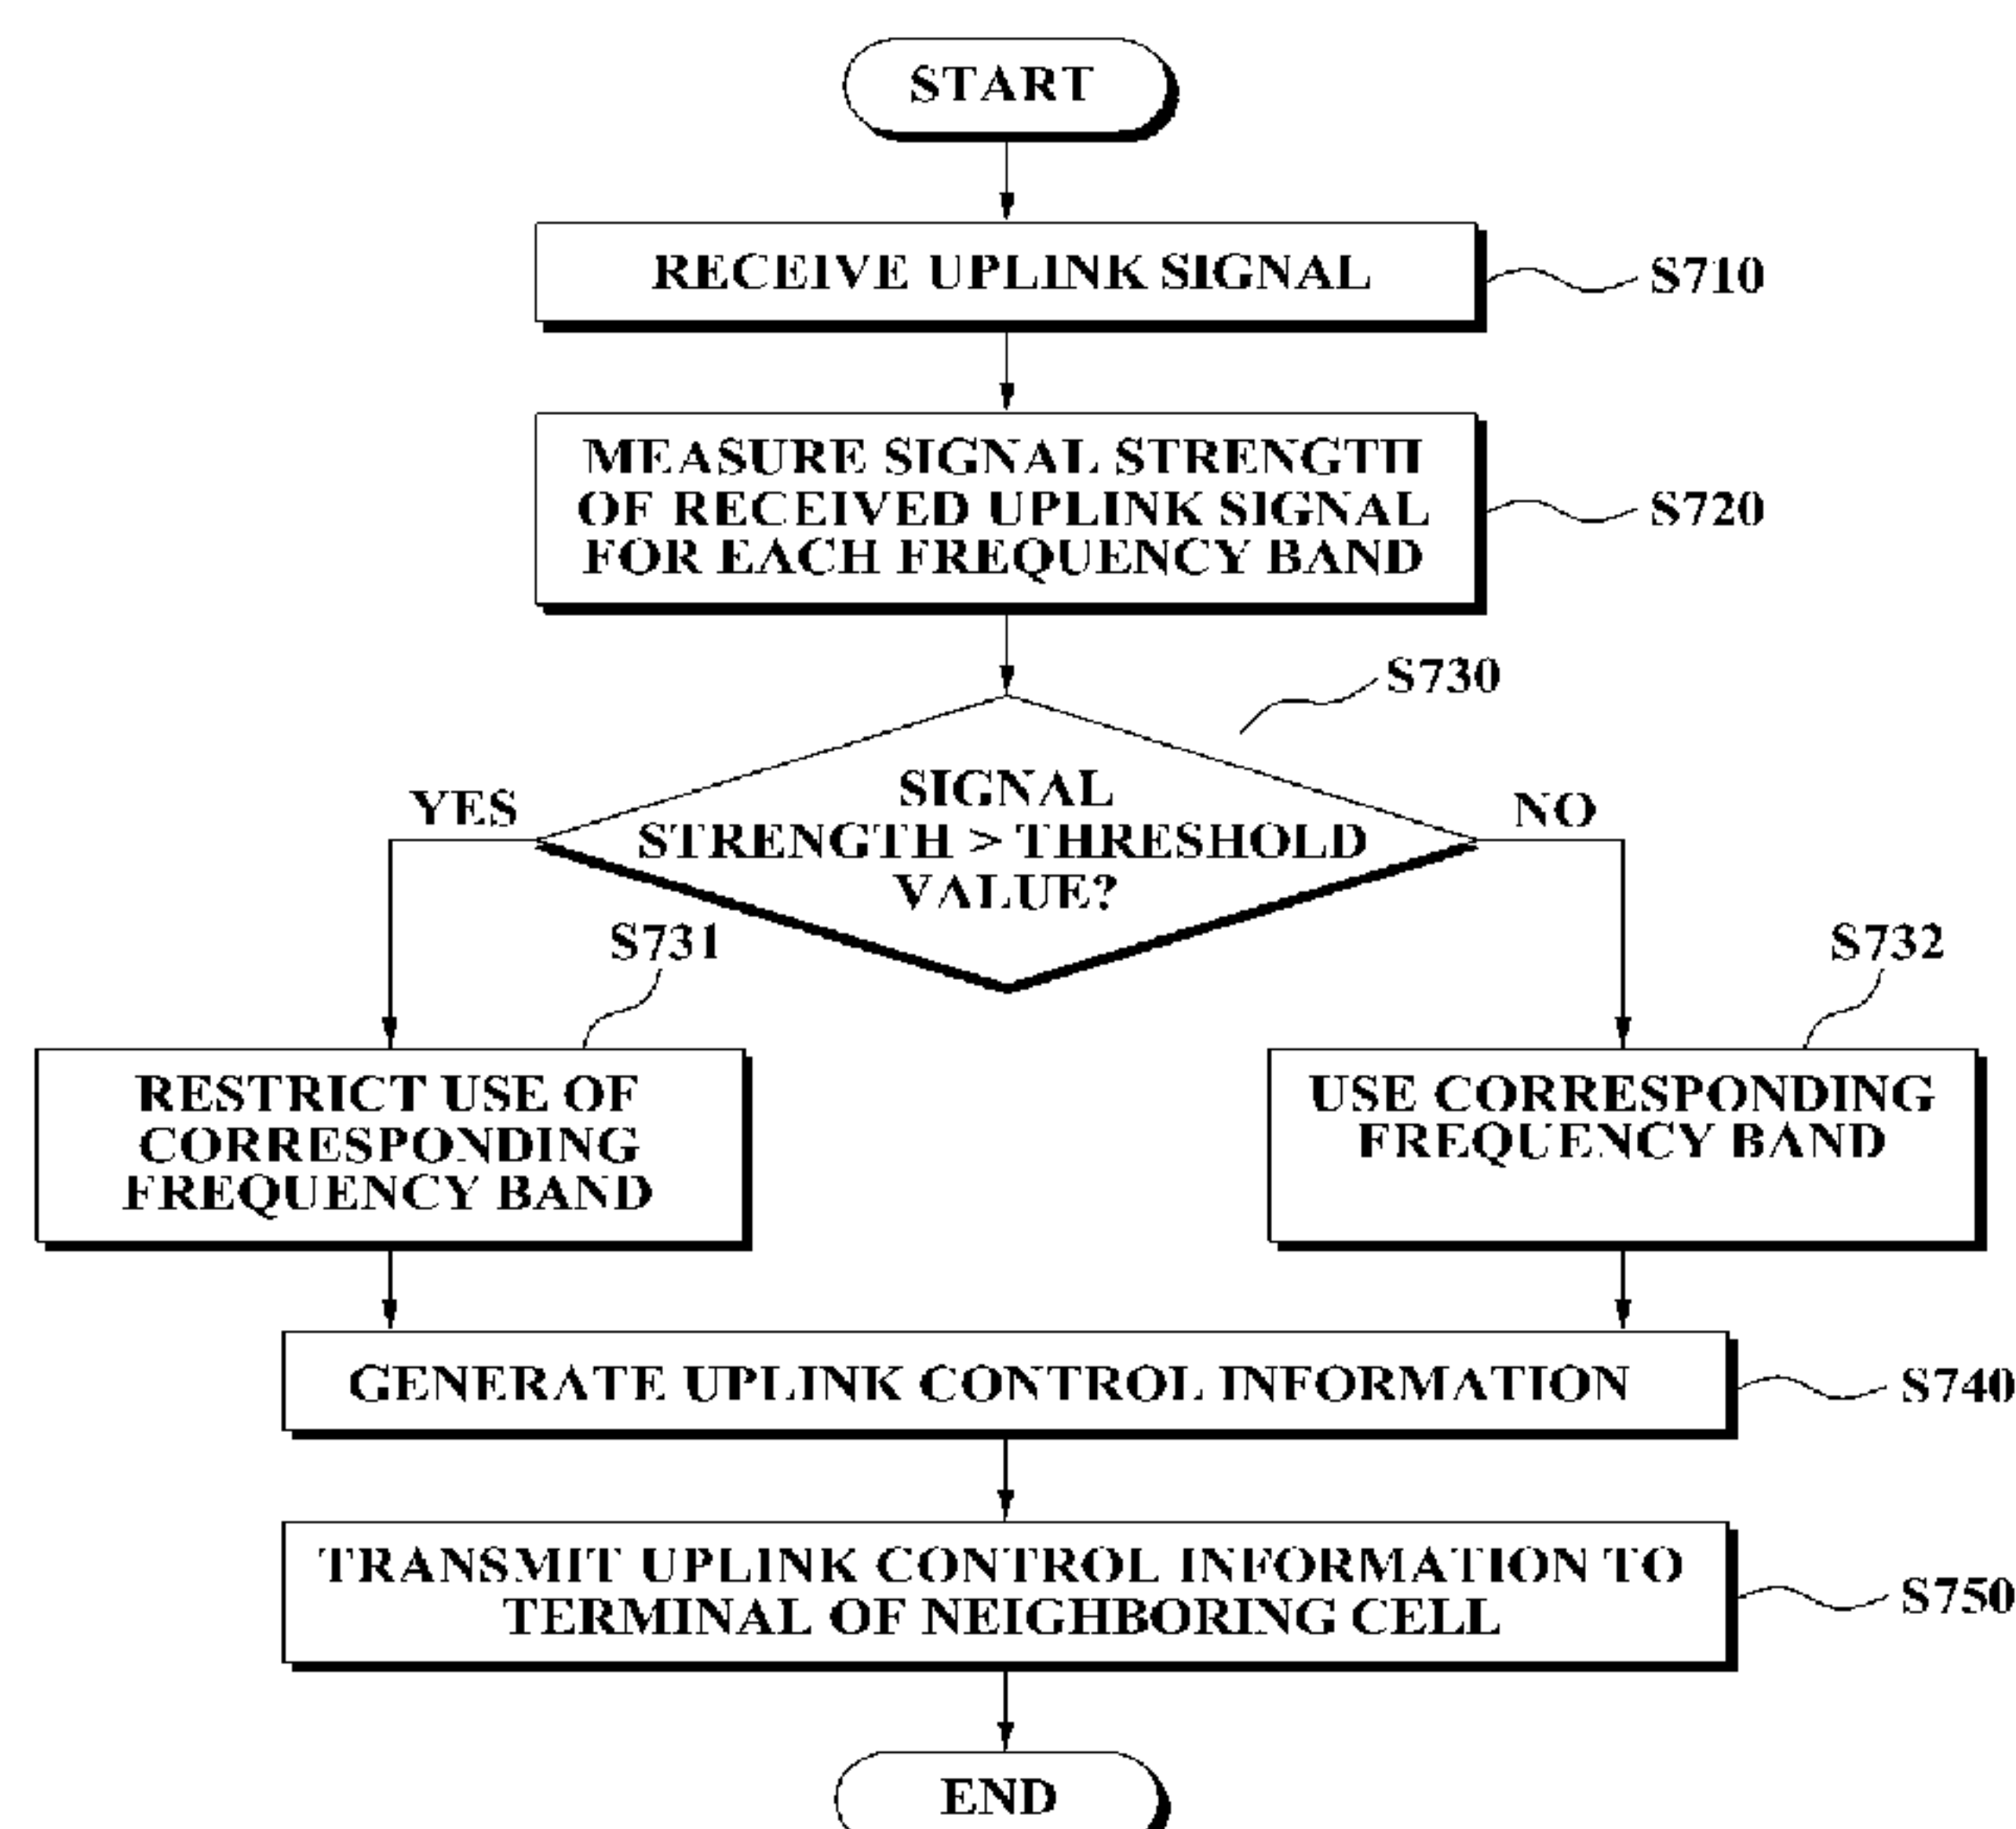 START
RECEIVE UPLINK SIGNAL
S710
MEASURE SIGNAL STRENGTH
OF RECEIVED UPLINK SIGNAL
FOR EACH FREQUENCY BAND
S720
S730
SIGNAL
STRENGTH > THRESHOLD
VALUE?
YES
NO
S731
S732
RESTRICT USE OF
CORRESPONDING
FREQUENCY BAND
USE CORRESPONDING
FREQUENCY BAND
GENERATE UPLINK CONTROL INFORMATION
S740
TRANSMIT UPLINK CONTROL INFORMATION TO
TERMINAL OF NEIGHBORING CELL
S750
END